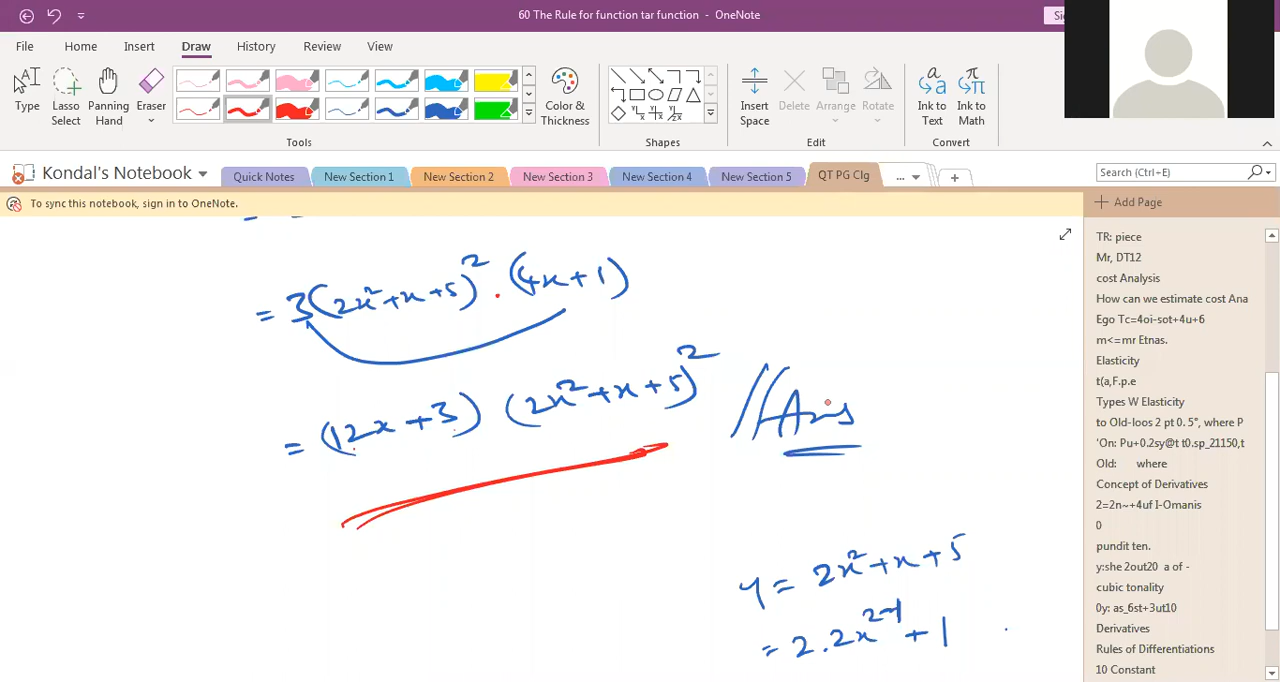 60 The Rule for function tar function - OneNote
File Home Insert Draw History Review View
Type
Lasso Select
Panning Hand
Eraser
Color & Thickness
Insert Space
Delete
Arrange
Rotate
Ink to Text
Ink to Math
Tools
Shapes
Edit
Convert
Kondal's Notebook
Quick Notes
New Section 1
New Section 2
New Section 3
New Section 4
New Section 5
QT PG Clg
...
Search (Ctrl+E)
To sync this notebook, sign in to OneNote.
Add Page
= 3(2x²+x+5)² . (4x+1)
= (12x+3) (2x²+x+5)² // Ans
y = 2x²+x+5
= 2.2x²⁻¹ + 1
TR: piece
Mr, DT12
cost Analysis
How can we estimate cost Ana
Ego Tc=4oi-sot+4u+6
m<=mr Etnas.
Elasticity
t(a,F.p.e
Types W Elasticity
to Old-loos 2 pt 0. 5°, where P
'On: Pu+0.2sy@t t0.sp_21150,t
Old: where
Concept of Derivatives
2=2n~+4uf I-Omanis
0
pundit ten.
y:she 2out20 a of -
cubic tonality
0y: as_6st+3ut10
Derivatives
Rules of Differentiations
10 Constant